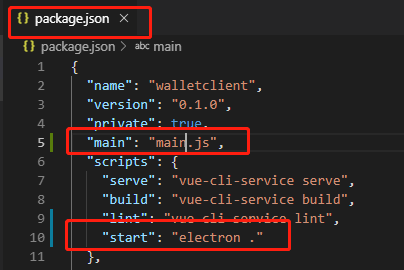 package.json ×
package.json > abc main
1 {
2 "name": "walletclient",
3 "version": "0.1.0",
4 "private": true,
5 "main": "main.js",
6 "scripts": {
7 "serve": "vue-cli-service serve",
8 "build": "vue-cli-service build",
9 "lint": "vue-cli-service lint",
10 "start": "electron ."
11 },